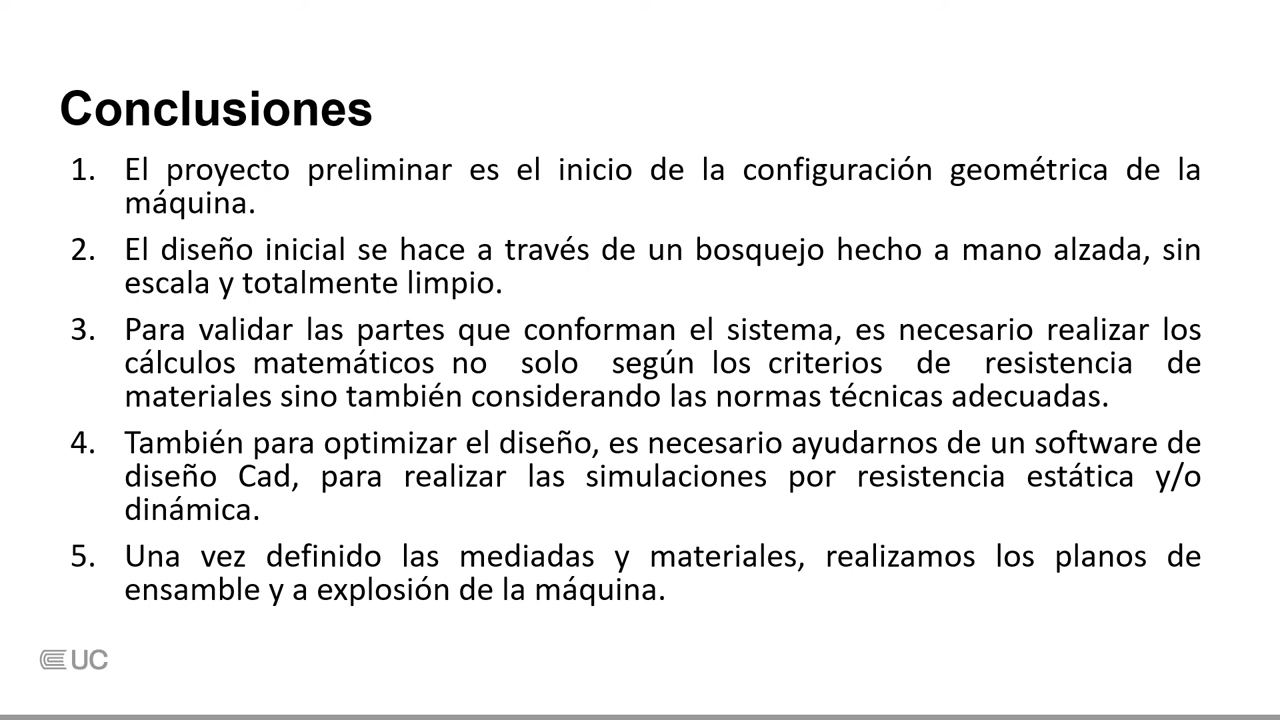 Conclusiones
1. El proyecto preliminar es el inicio de la configuración geométrica de la
máquina.
2. El diseño inicial se hace a través de un bosquejo hecho a mano alzada, sin
escala y totalmente limpio.
3. Para validar las partes que conforman el sistema, es necesario realizar los
cálculos matemáticos no solo según los criterios de resistencia de
materiales sino también considerando las normas técnicas adecuadas.
4. También para optimizar el diseño, es necesario ayudarnos de un software de
diseño Cad, para realizar las simulaciones por resistencia estática y/o
dinámica.
5. Una vez definido las mediadas y materiales, realizamos los planos de
ensamble y a explosión de la máquina.
UC